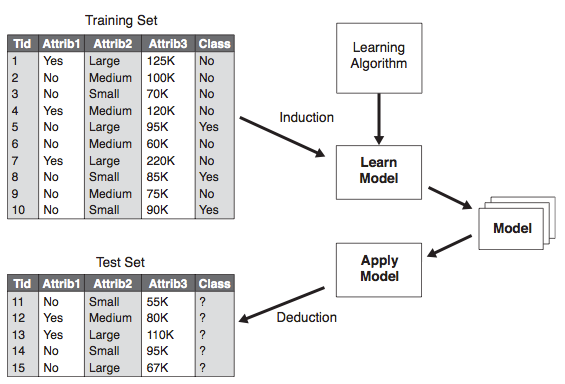 Training Set
Tid Attrib1 Attrib2 Attrib3 Class
1 Yes Large 125K No
2 No Medium 100K No
3 No Small 70K No
4 Yes Medium 120K No
5 No Large 95K Yes
6 No Medium 60K No
7 Yes Large 220K No
8 No Small 85K Yes
9 No Medium 75K No
10 No Small 90K Yes
Learning
Algorithm
Induction
Learn
Model
Model
Apply
Model
Deduction
Test Set
Tid Attrib1 Attrib2 Attrib3 Class
11 No Small 55K ?
12 Yes Medium 80K ?
13 Yes Large 110K ?
14 No Small 95K ?
15 No Large 67K ?